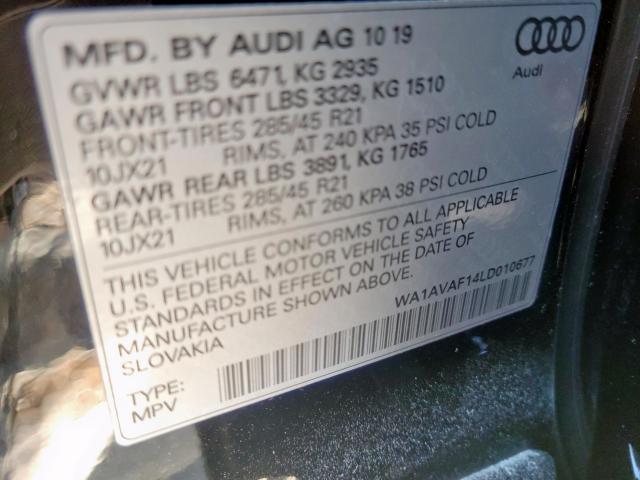 MFD. BY AUDI AG 10 19
Audi
GVWR LBS 6471, KG 2935
GAWR FRONT LBS 3329, KG 1510
FRONT-TIRES 285/45 R21
10JX21 RIMS, AT 240 KPA 35 PSI COLD
GAWR REAR LBS 3891, KG 1765
REAR-TIRES 285/45 R21
10JX21 RIMS, AT 260 KPA 38 PSI COLD
THIS VEHICLE CONFORMS TO ALL APPLICABLE
U.S. FEDERAL MOTOR VEHICLE SAFETY
STANDARDS IN EFFECT ON THE DATE OF
MANUFACTURE SHOWN ABOVE.
SLOVAKIA
WA1AVAF14LD010677
TYPE:
MPV